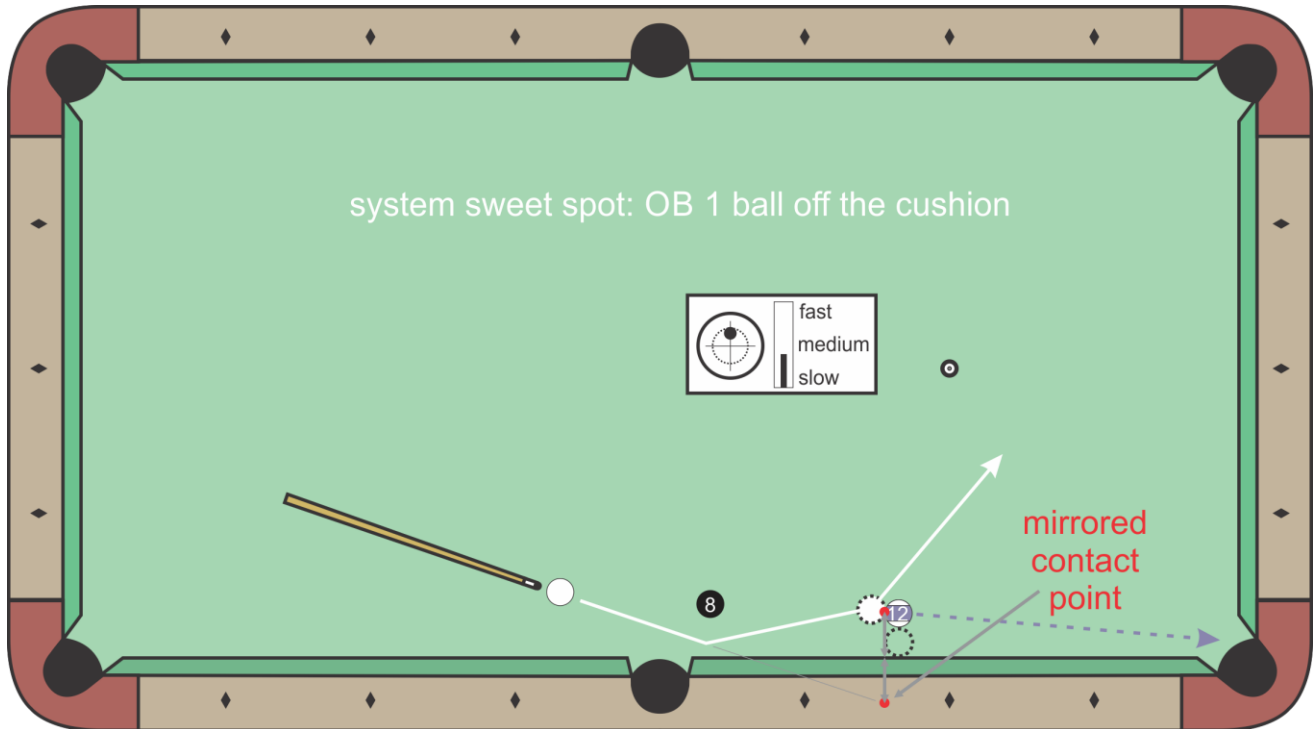 system sweet spot: OB 1 ball off the cushion
fast
medium
slow
mirrored
contact
point
8
12